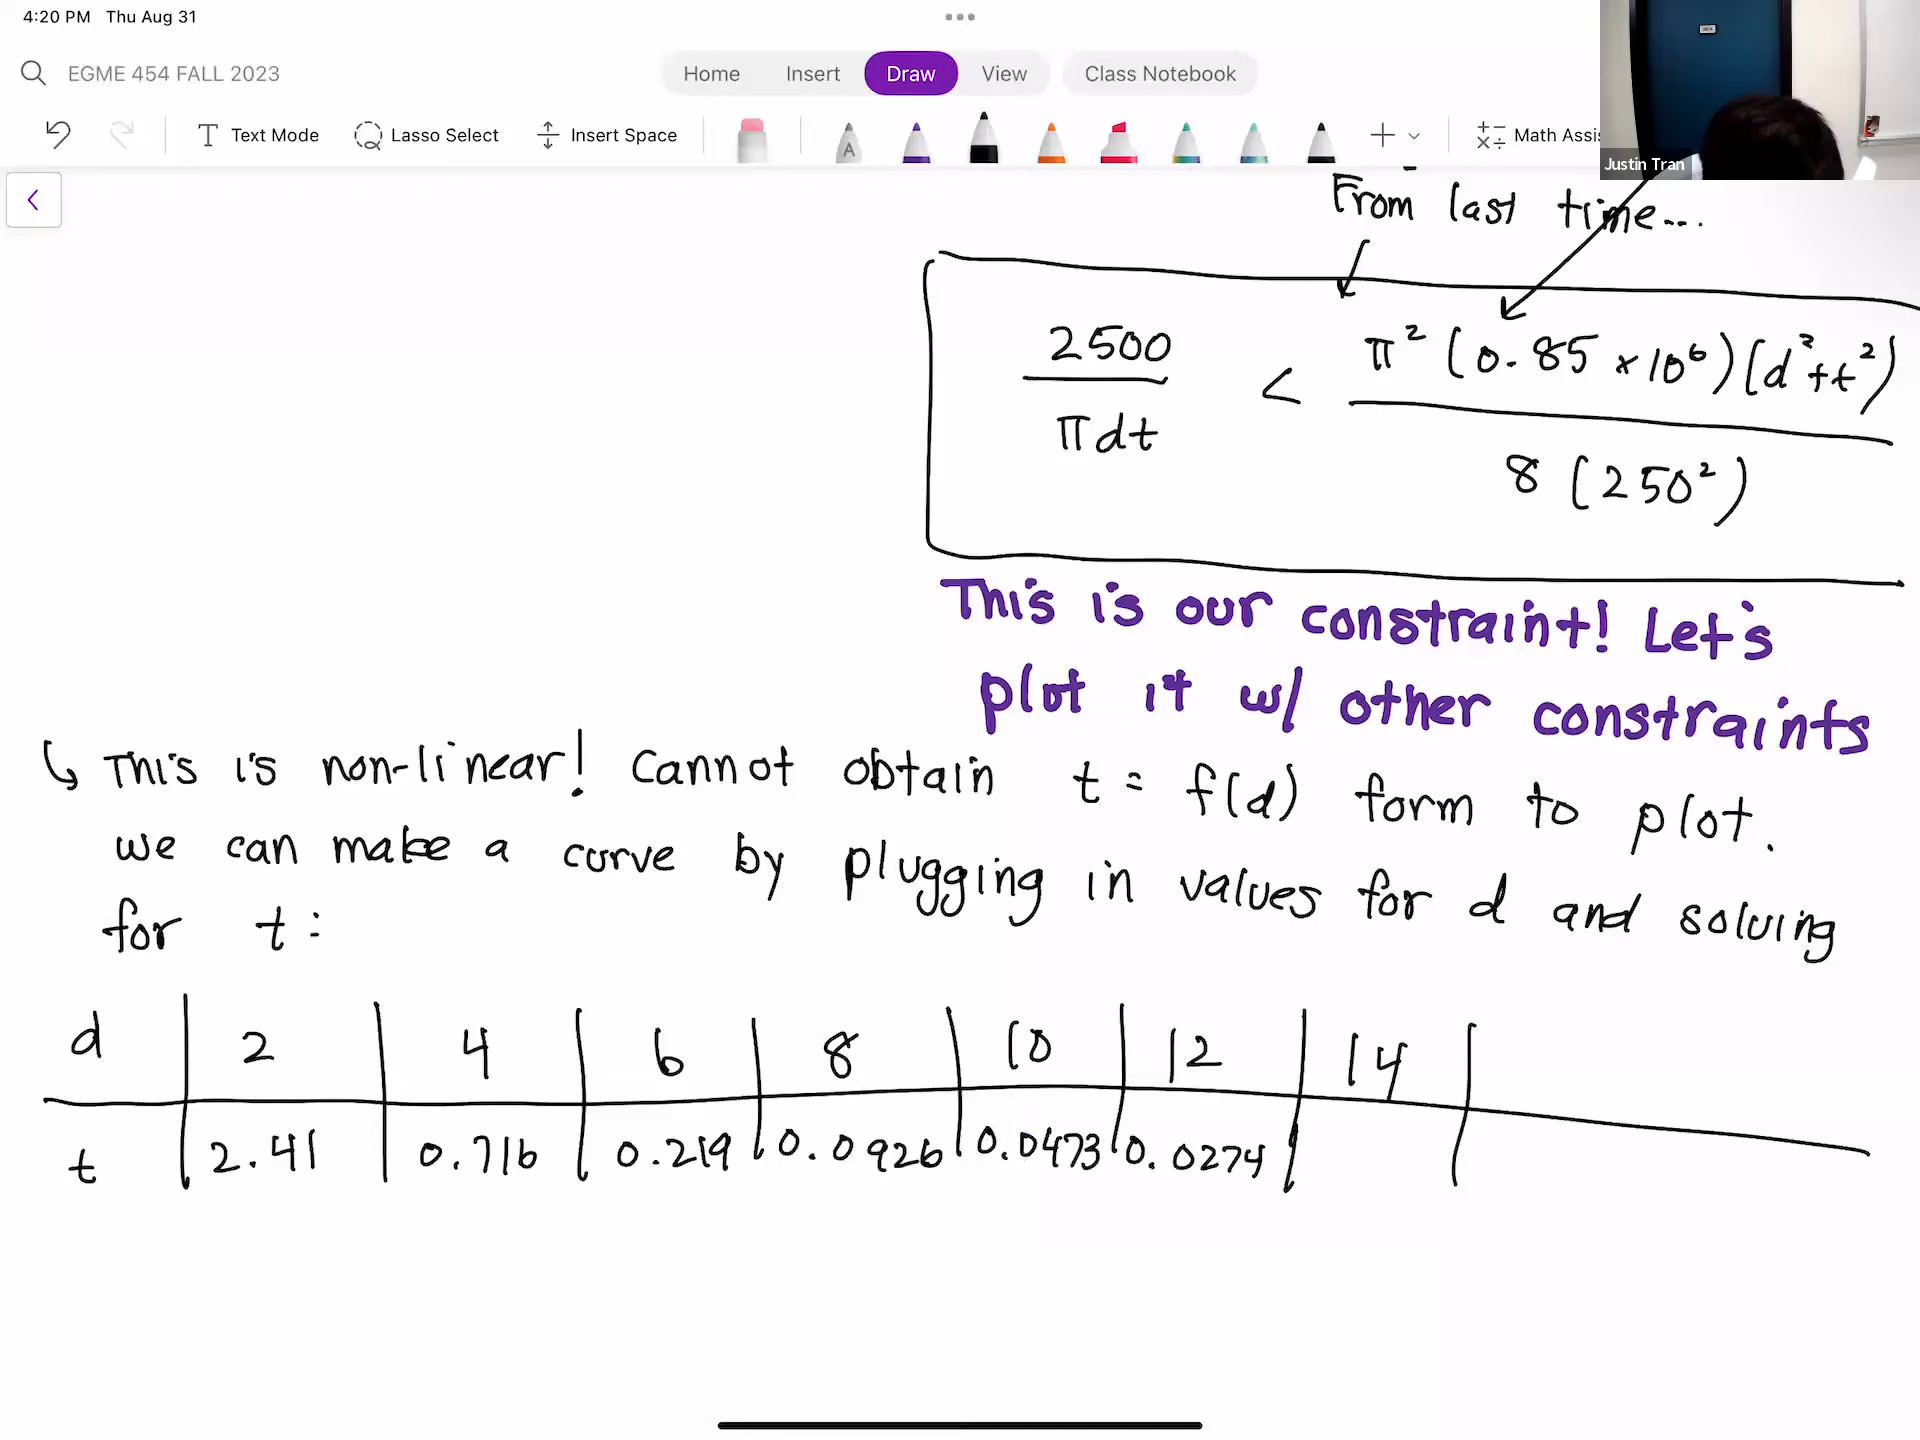 4:20 PM Thu Aug 31
EGME 454 FALL 2023
Home Insert Draw View Class Notebook
Text Mode Lasso Select Insert Space A Math Assis
Justin Tran
From last time...
2500 / πdt < π² (0.85 × 10⁶) (d² + t²) / 8 (250²)
This is our constraint! Let's
plot it w/ other constraints
↳ This is non-linear! Cannot obtain t = f(d) form to plot.
we can make a curve by plugging in values for d and solving
for t:
d | 2 | 4 | 6 | 8 | 10 | 12 | 14 |
t | 2.41 | 0.716 | 0.219 | 0.0926 | 0.0473 | 0.0274 | |